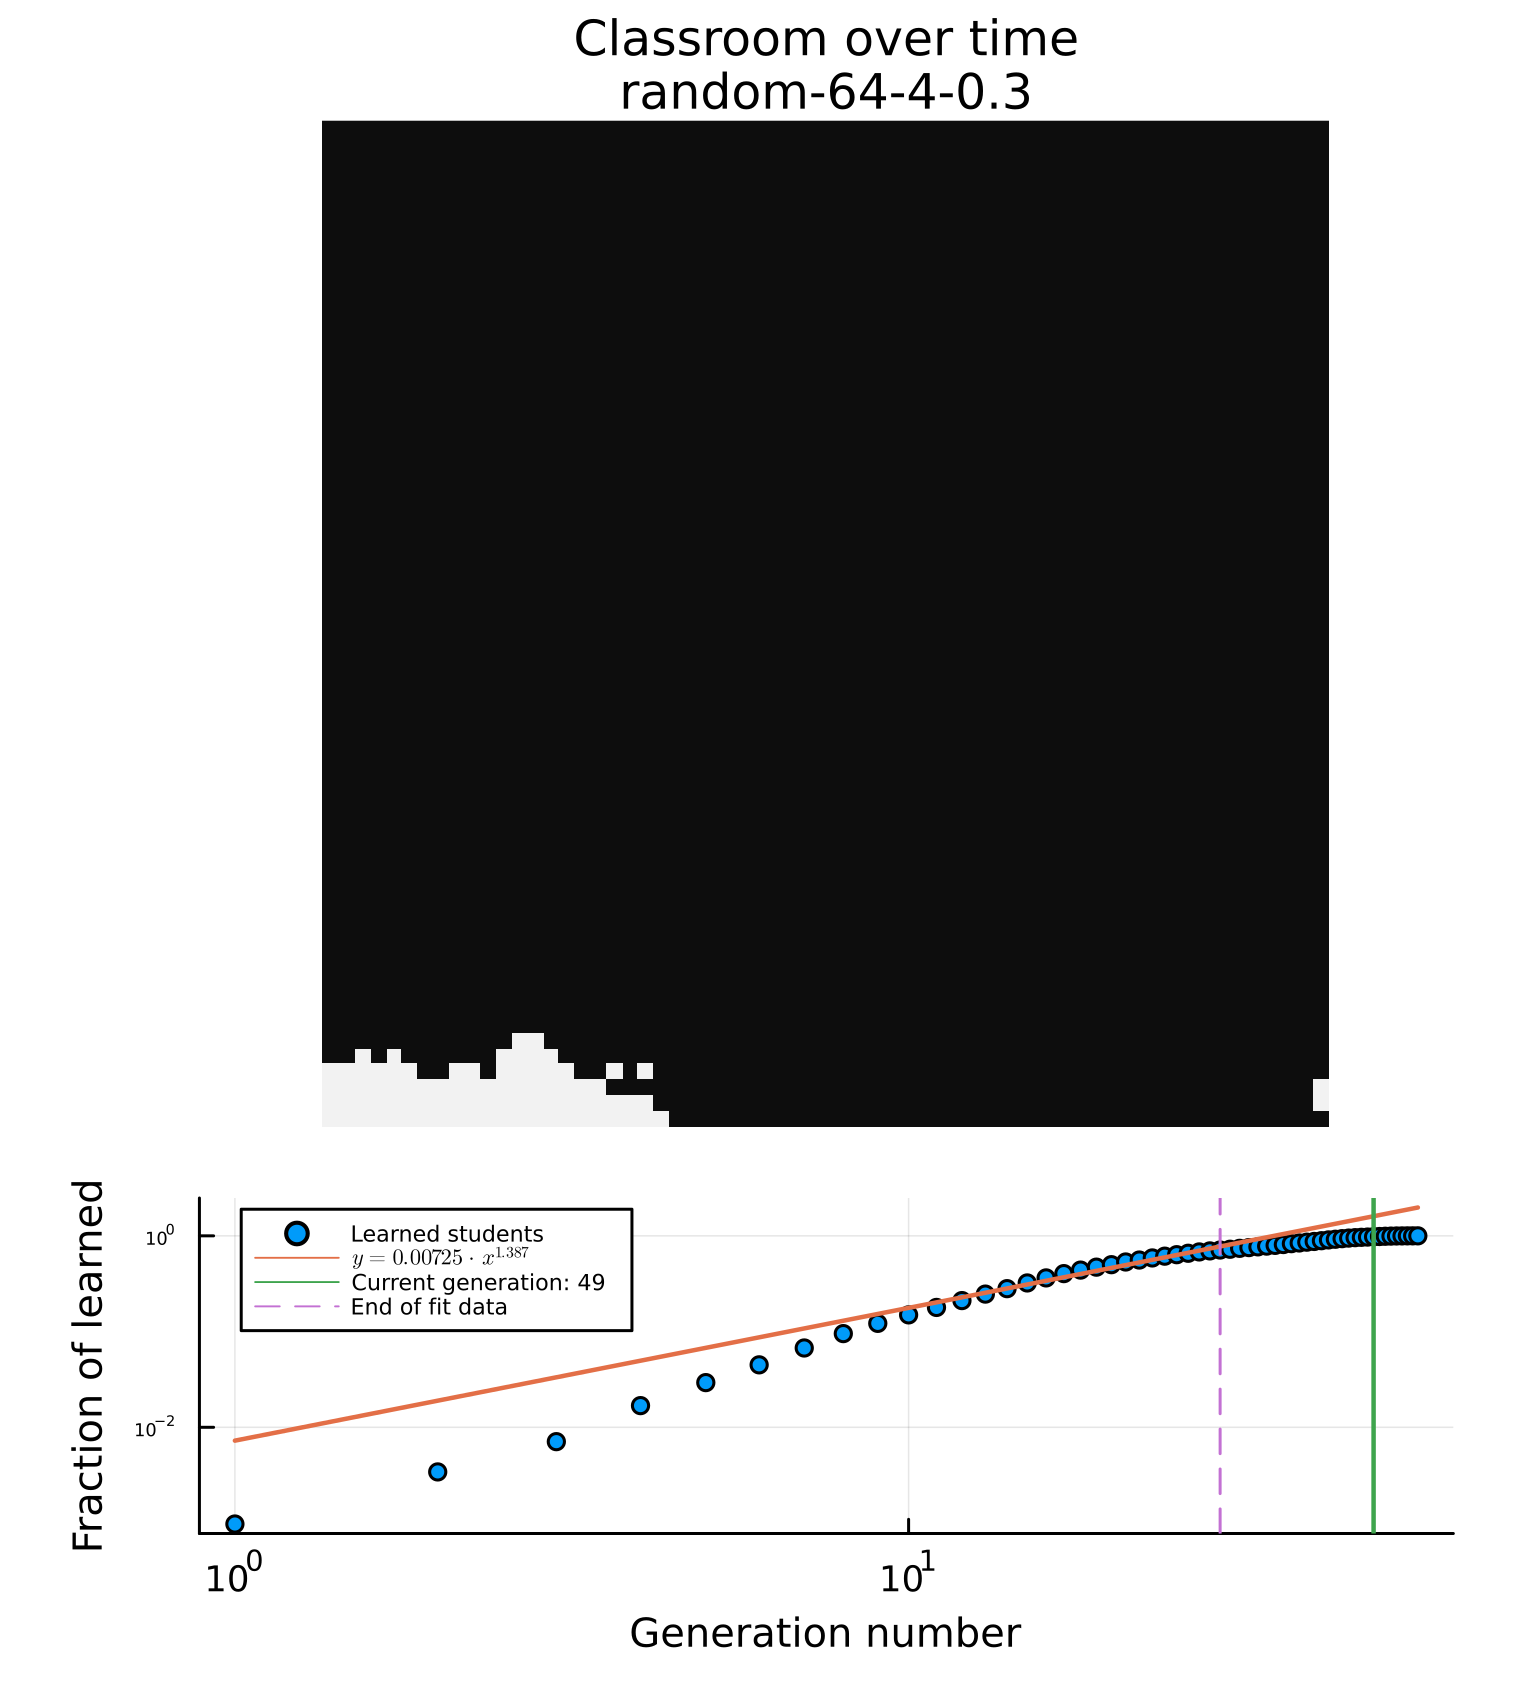 Classroom over time
random-64-4-0.3
Fraction of learned
10^0
10^-2
Learned students
y = 0.00725 · x^1.387
Current generation: 49
End of fit data
10^0
10^1
Generation number